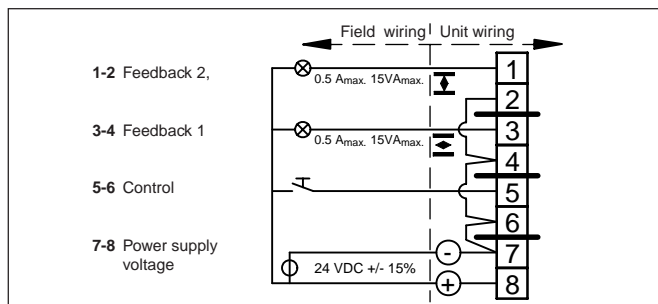 Field wiring Unit wiring
1-2 Feedback 2,
0.5 Amax. 15VAmax.
1
2
3-4 Feedback 1
0.5 Amax. 15VAmax.
3
4
5-6 Control
5
6
7-8 Power supply
voltage
24 VDC +/- 15%
-
7
+
8